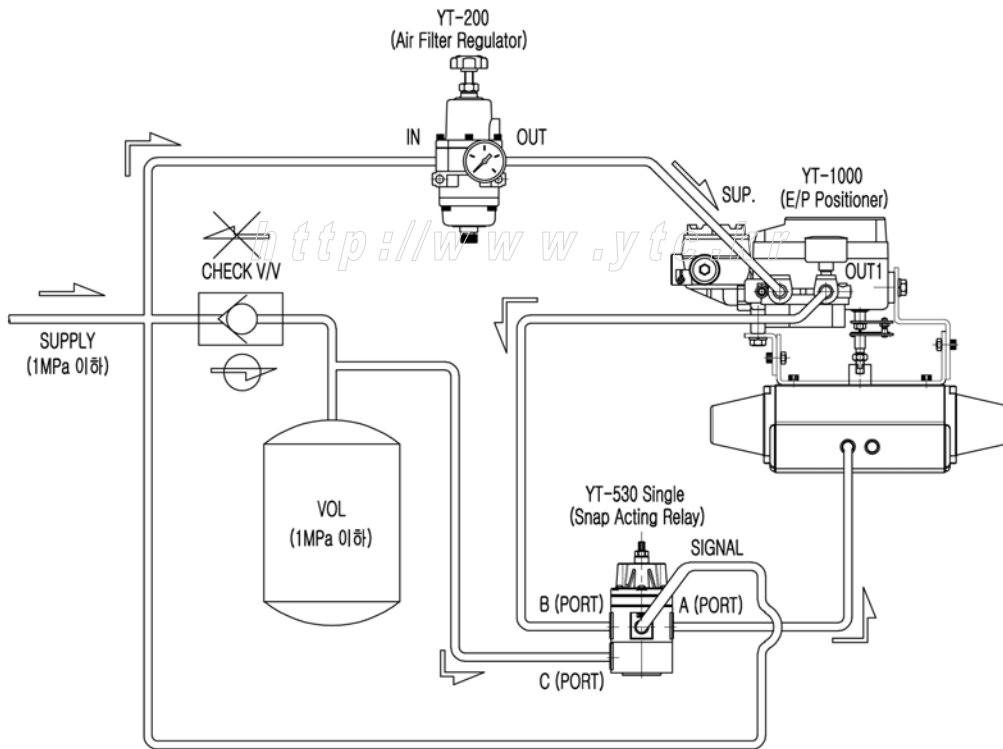 YT-200
(Air Filter Regulator)
IN
OUT
YT-1000
(E/P Positioner)
SUP.
http://www.ytc.kr
CHECK V/V
OUT1
SUPPLY
(1MPa 이하)
VOL
(1MPa 이하)
YT-530 Single
(Snap Acting Relay)
SIGNAL
B (PORT)
A (PORT)
C (PORT)